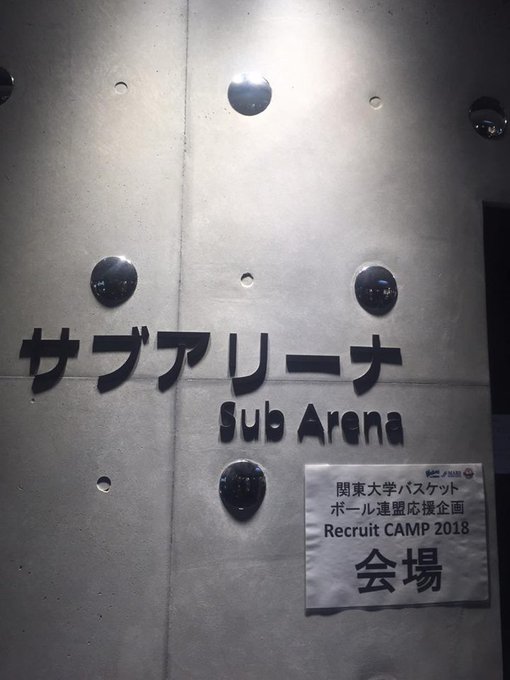 サブアリーナ
Sub Arena
関東大学バスケット
ボール連盟応援企画
Recruit CAMP 2018
会場